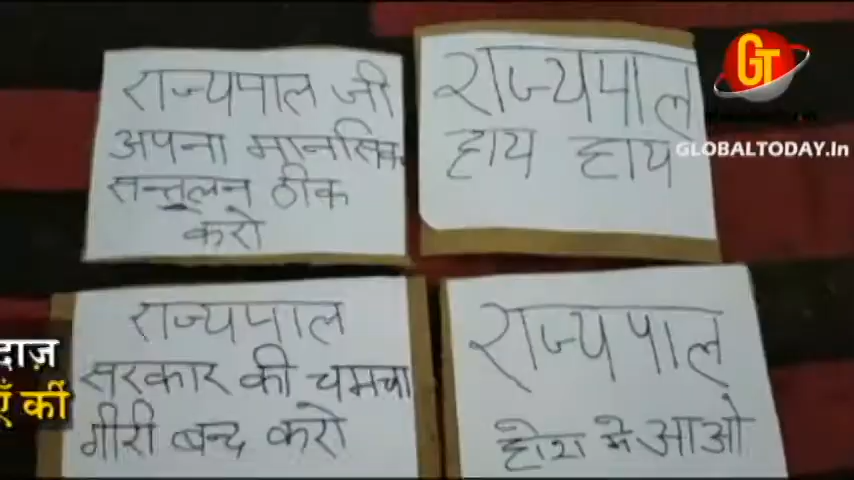 राज्यपाल जी
अपना मानसिक
सन्तुलन ठीक
करो
राज्यपाल
हाय हाय
GT
GLOBALTODAY.In
राज्यपाल
सरकार की चमचा
गीरी बन्द करो
राज्यपाल
होश मे आओ
दाज़
एँ कीं